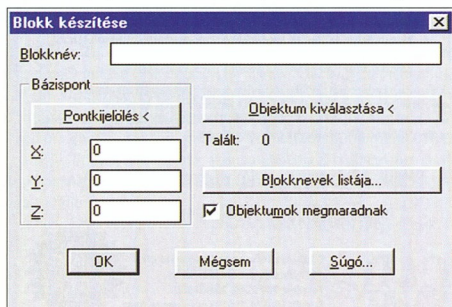 Blokk készítése
Blokknév:
Bázispont
Pontkijelölés <
X: 0
Y: 0
Z: 0
Objektum kiválasztása <
Talált: 0
Blokknevek listája...
Objektumok megmaradnak
OK Mégsem Súgó...